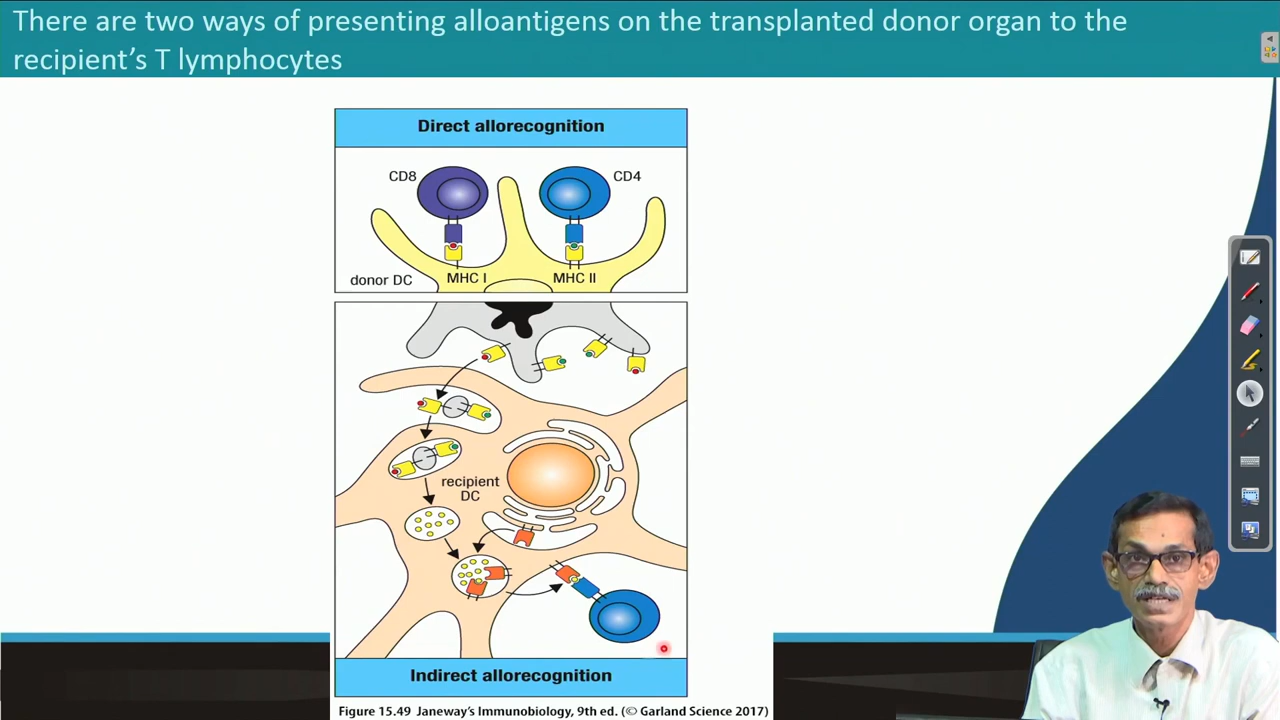 There are two ways of presenting alloantigens on the transplanted donor organ to the
recipient's T lymphocytes
Direct allorecognition
CD8
CD4
donor DC
MHC I
MHC II
recipient
DC
Indirect allorecognition
Figure 15.49 Janeway's Immunobiology, 9th ed. (© Garland Science 2017)